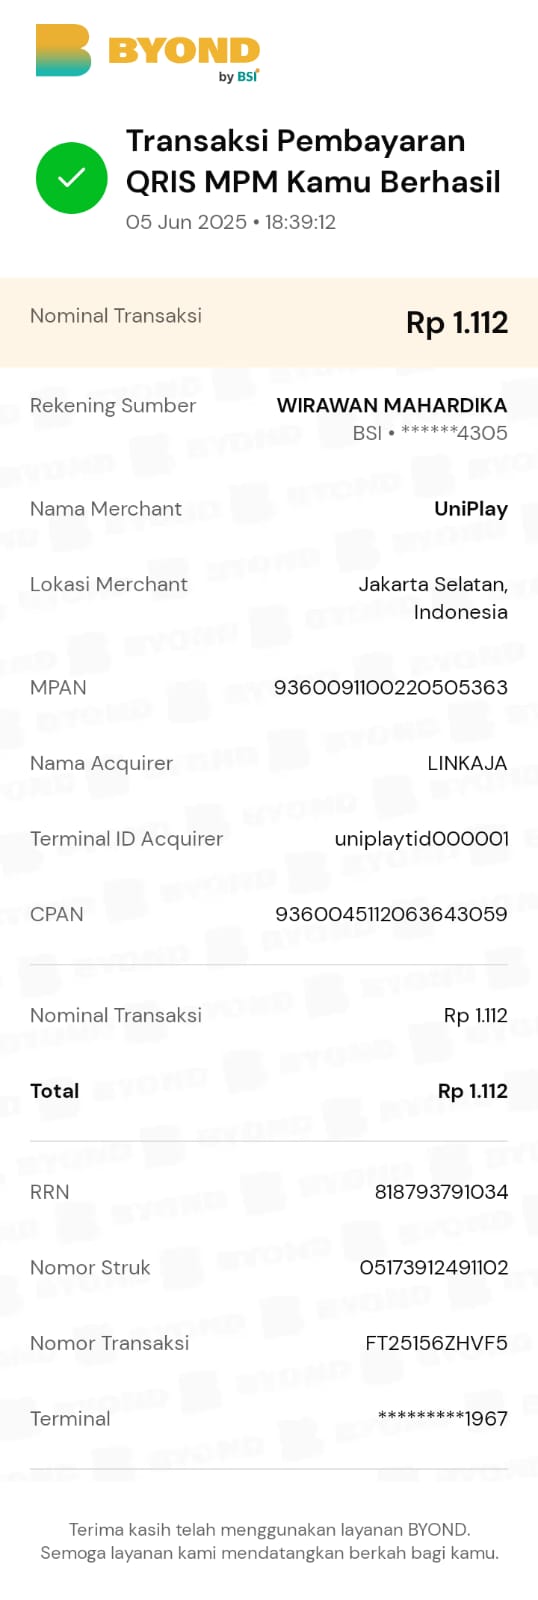 BYOND
by BSI
Transaksi Pembayaran
QRIS MPM Kamu Berhasil
05 Jun 2025 • 18:39:12
Nominal Transaksi Rp 1.112
Rekening Sumber WIRAWAN MAHARDIKA
BSI • ******4305
Nama Merchant UniPlay
Lokasi Merchant Jakarta Selatan,
Indonesia
MPAN 9360091100220505363
Nama Acquirer LINKAJA
Terminal ID Acquirer uniplaytid000001
CPAN 9360045112063643059
Nominal Transaksi Rp 1.112
Total Rp 1.112
RRN 818793791034
Nomor Struk 05173912491102
Nomor Transaksi FT25156ZHVF5
Terminal *********1967
Terima kasih telah menggunakan layanan BYOND.
Semoga layanan kami mendatangkan berkah bagi kamu.